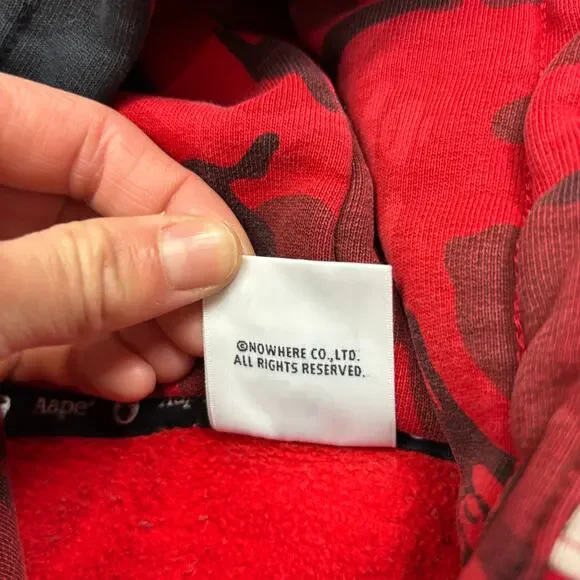 ©NOWHERE CO.,LTD.
ALL RIGHTS RESERVED.
Aape